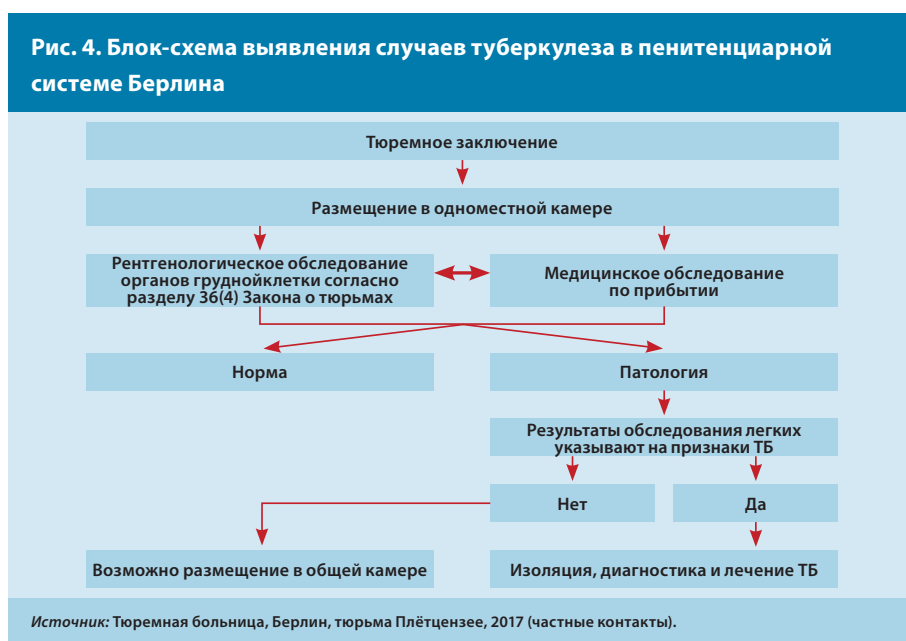 Рис. 4. Блок-схема выявления случаев туберкулеза в пенитенциарной
системе Берлина
Тюремное заключение
Размещение в одноместной камере
Рентгенологическое обследование
органов груднойклетки согласно
разделу 36(4) Закона о тюрьмах
Медицинское обследование
по прибытии
Норма
Патология
Результаты обследования легких
указывают на признаки ТБ
Нет
Да
Возможно размещение в общей камере
Изоляция, диагностика и лечение ТБ
Источник: Тюремная больница, Берлин, тюрьма Плётцензее, 2017 (частные контакты).